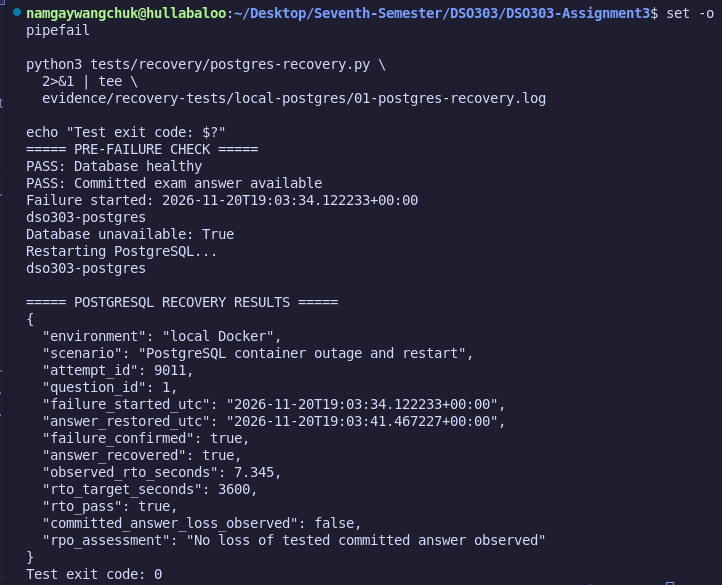 namgaywangchuk@hullabaloo:~/Desktop/Seventh-Semester/DSO303/DSO303-Assignment3$ set -o
pipefail
python3 tests/recovery/postgres-recovery.py \
  2>&1 | tee \
  evidence/recovery-tests/local-postgres/01-postgres-recovery.log
echo "Test exit code: $?"
===== PRE-FAILURE CHECK =====
PASS: Database healthy
PASS: Committed exam answer available
Failure started: 2026-11-20T19:03:34.122233+00:00
dso303-postgres
Database unavailable: True
Restarting PostgreSQL...
dso303-postgres
===== POSTGRESQL RECOVERY RESULTS =====
{
  "environment": "local Docker",
  "scenario": "PostgreSQL container outage and restart",
  "attempt_id": 9011,
  "question_id": 1,
  "failure_started_utc": "2026-11-20T19:03:34.122233+00:00",
  "answer_restored_utc": "2026-11-20T19:03:41.467227+00:00",
  "failure_confirmed": true,
  "answer_recovered": true,
  "observed_rto_seconds": 7.345,
  "rto_target_seconds": 3600,
  "rto_pass": true,
  "committed_answer_loss_observed": false,
  "rpo_assessment": "No loss of tested committed answer observed"
}
Test exit code: 0